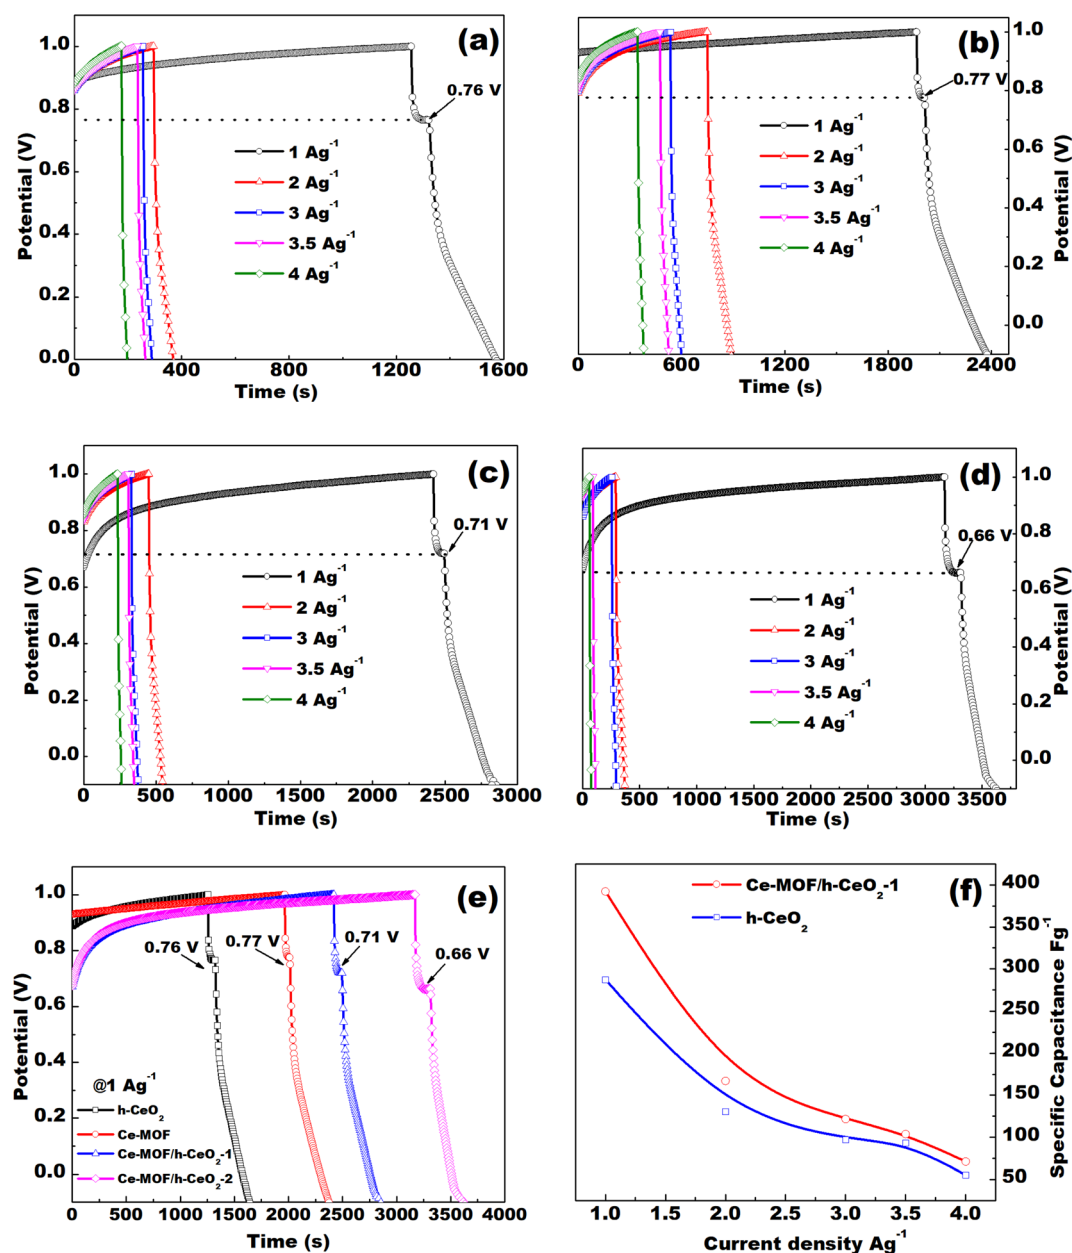 (a)
1.0
0.8
0.6
0.4
0.2
0.0
Potential (V)
0.76 V
1 Ag⁻¹
2 Ag⁻¹
3 Ag⁻¹
3.5 Ag⁻¹
4 Ag⁻¹
0 400 800 1200 1600
Time (s)
(b)
1.0
0.8
0.6
0.4
0.2
0.0
Potential (V)
0.77 V
1 Ag⁻¹
2 Ag⁻¹
3 Ag⁻¹
3.5 Ag⁻¹
4 Ag⁻¹
0 400 800 1200 1600 2000 2400
Time (s)
(c)
1.0
0.8
0.6
0.4
0.2
0.0
Potential (V)
0.71 V
1 Ag⁻¹
2 Ag⁻¹
3 Ag⁻¹
3.5 Ag⁻¹
4 Ag⁻¹
0 500 1000 1500 2000 2500 3000
Time (s)
(d)
1.0
0.8
0.6
0.4
0.2
0.0
Potential (V)
0.66 V
1 Ag⁻¹
2 Ag⁻¹
3 Ag⁻¹
3.5 Ag⁻¹
4 Ag⁻¹
0 500 1000 1500 2000 2500 3000 3500
Time (s)
(e)
1.0
0.8
0.6
0.4
0.2
0.0
Potential (V)
0.76 V
0.77 V
0.71 V
0.66 V
@1 Ag⁻¹
h-CeO₂
Ce-MOF
Ce-MOF/h-CeO₂-1
Ce-MOF/h-CeO₂-2
0 500 1000 1500 2000 2500 3000 3500 4000
Time (s)
(f)
Ce-MOF/h-CeO₂-1
h-CeO₂
400
350
300
250
200
150
100
50
Specific Capacitance Fg⁻¹
1.0 1.5 2.0 2.5 3.0 3.5 4.0
Current density Ag⁻¹